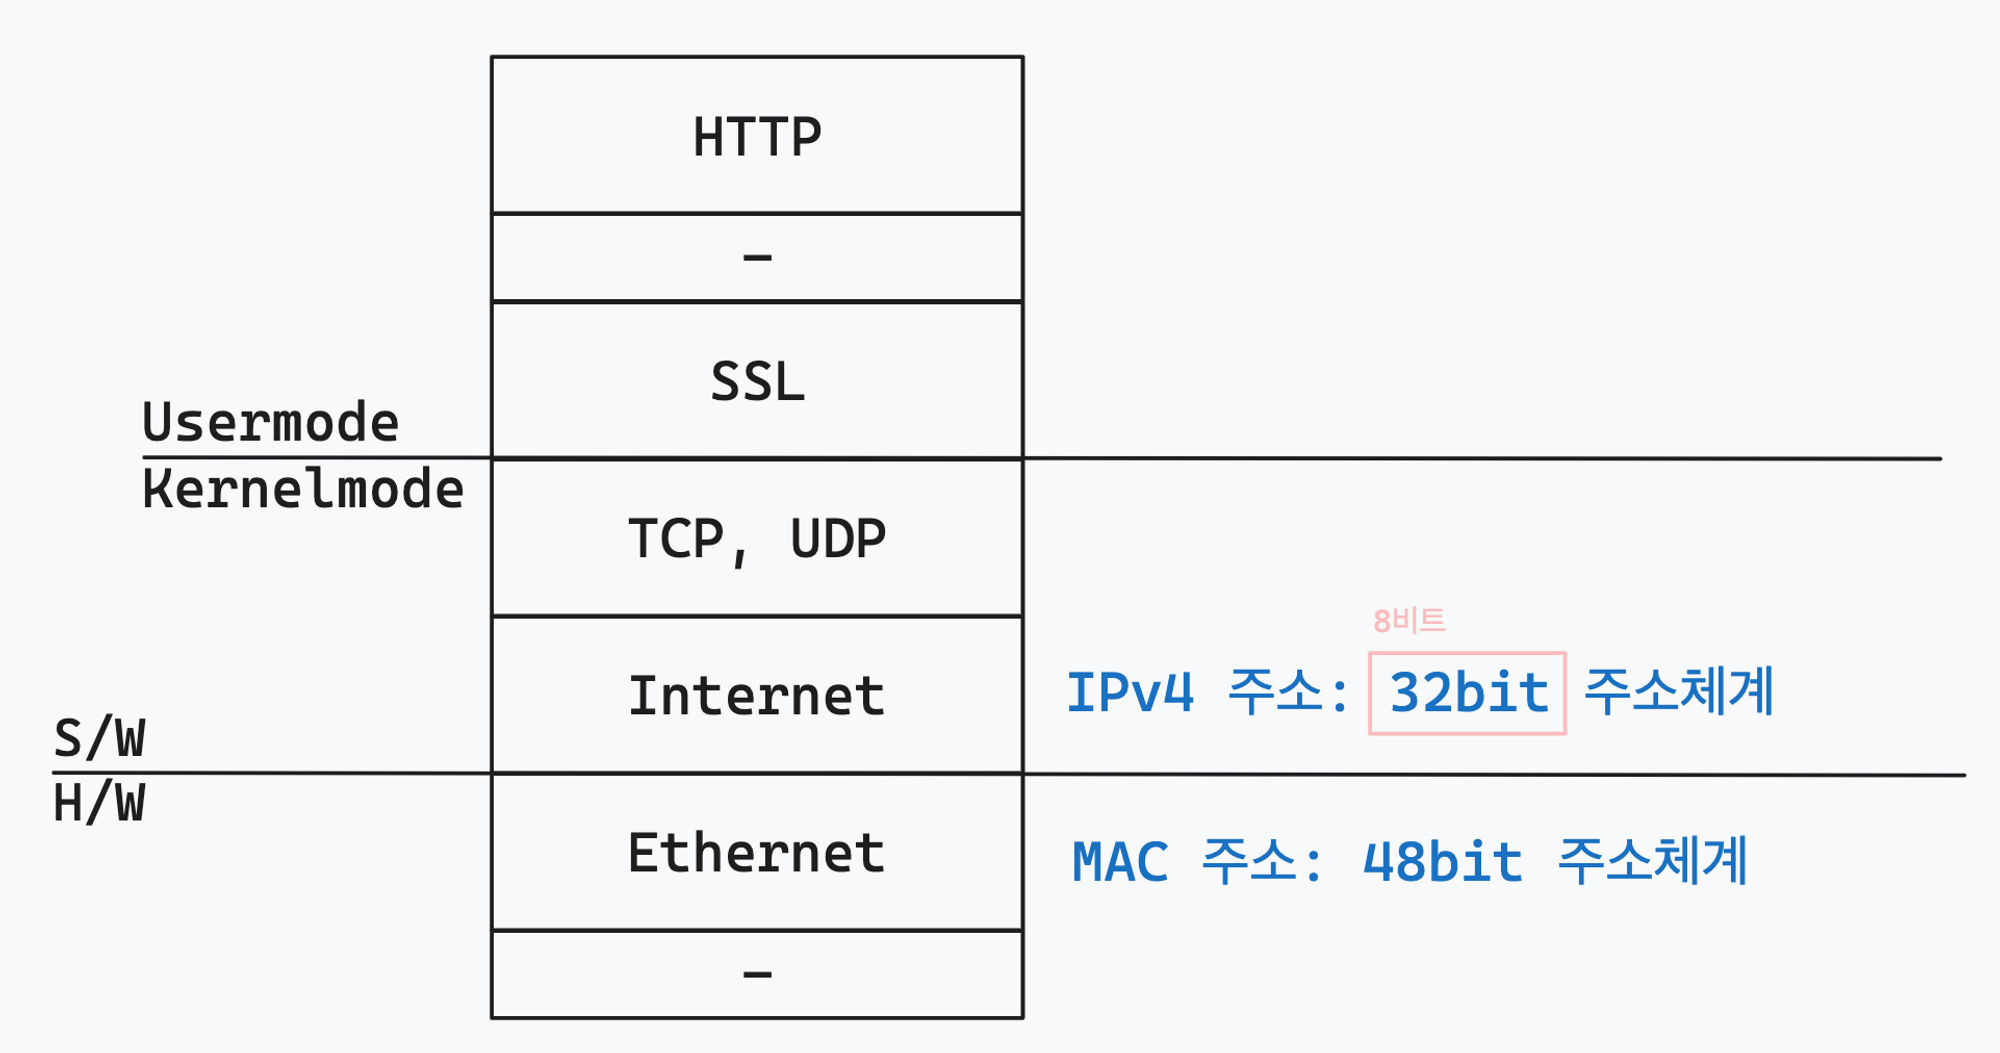 HTTP
-
SSL
Usermode
Kernelmode
TCP, UDP
8비트
Internet
IPv4 주소: 32bit 주소체계
S/W
H/W
Ethernet
MAC 주소: 48bit 주소체계
-